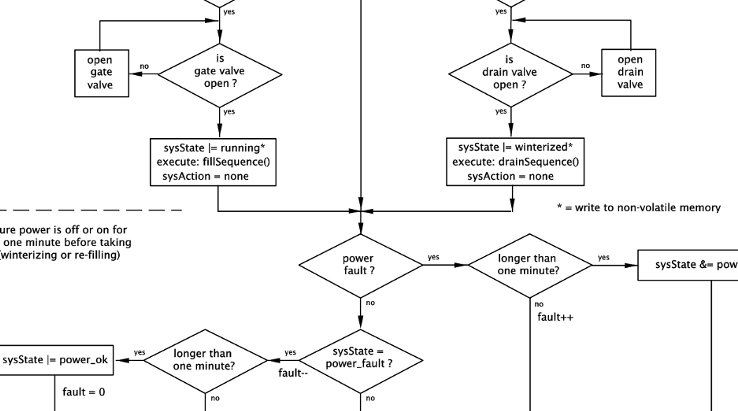 yes
yes
open
gate
valve
no
is
gate valve
open ?
yes
is
drain valve
open ?
no
open
drain
valve
yes
sysState |= running*
execute: fillSequence()
sysAction = none
sysState |= winterized*
execute: drainSequence()
sysAction = none
* = write to non-volatile memory
ure power is off or on for
one minute before taking
(winterizing or re-filling)
power
fault ?
yes
longer than
one minute?
yes
sysState &= pow
no
no
fault++
sysState |= power_ok
yes
longer than
one minute?
yes
fault--
sysState =
power_fault ?
fault = 0
no
no